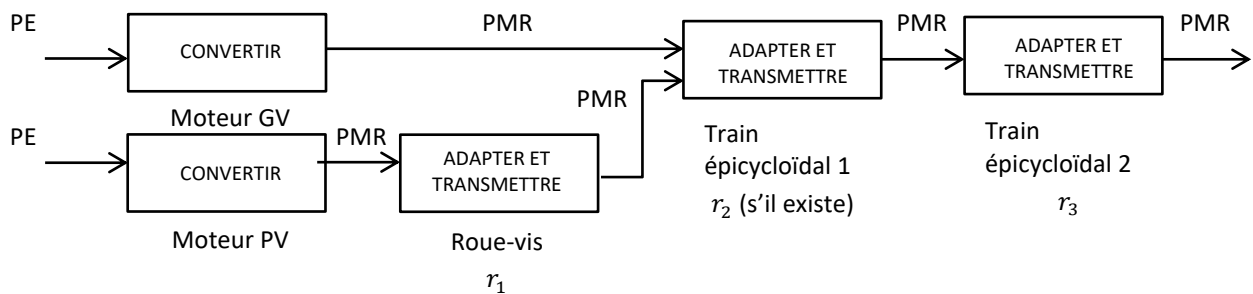 PE
CONVERTIR
Moteur GV
PMR
PE
CONVERTIR
Moteur PV
PMR
ADAPTER ET
TRANSMETTRE
Roue-vis
r₁
PMR
ADAPTER ET
TRANSMETTRE
Train
épicycloïdal 1
r₂ (s’il existe)
PMR
ADAPTER ET
TRANSMETTRE
Train
épicycloïdal 2
r₃
PMR